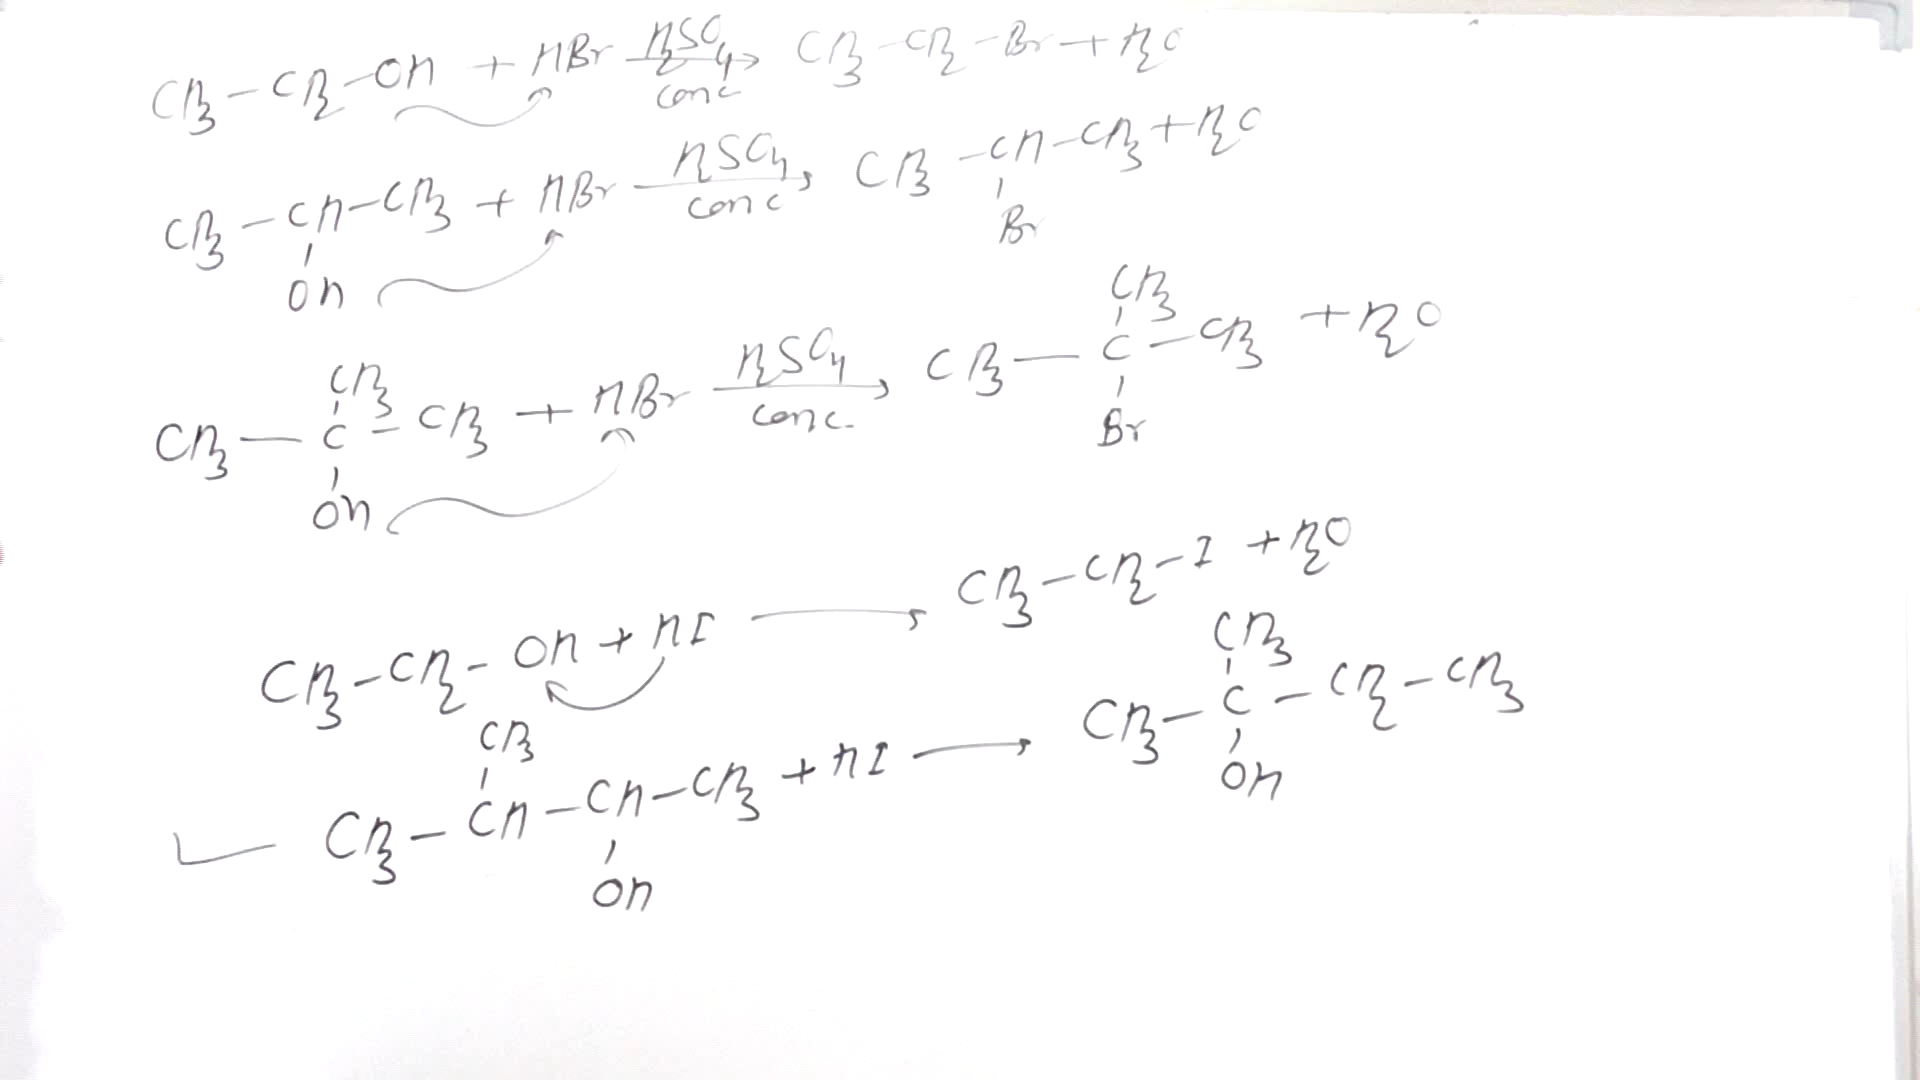 CH3-CH2-OH + HBr H2SO4 conc CH3-CH2-Br + H2O
CH3-CH-CH3 + HBr H2SO4 conc CH3-CH-CH3 + H2O
OH Br
CH3 CH3
CH3-C-CH3 + HBr H2SO4 conc. CH3-C-CH3 + H2O
OH Br
CH3-CH2-OH + HI → CH3-CH2-I + H2O
CH3 CH3
CH3-CH-CH-CH3 + HI → CH3-C-CH2-CH3
OH OH